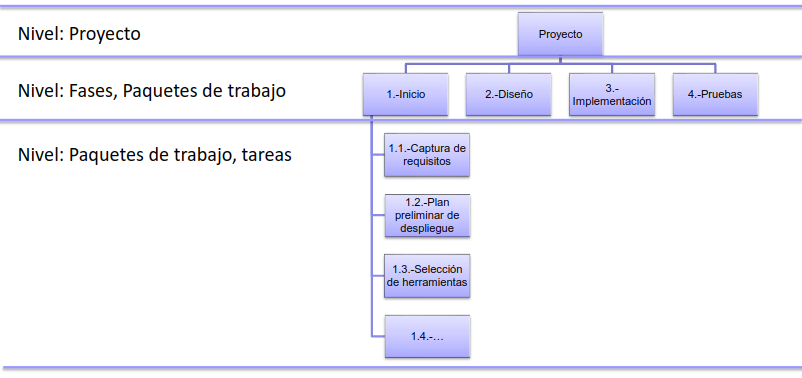 Nivel: Proyecto
Proyecto
Nivel: Fases, Paquetes de trabajo
1.-Inicio
2.-Diseño
3.-
Implementación
4.-Pruebas
Nivel: Paquetes de trabajo, tareas
1.1.-Captura de
requisitos
1.2.-Plan
preliminar de
despliegue
1.3.-Selección
de herramientas
1.4.-…